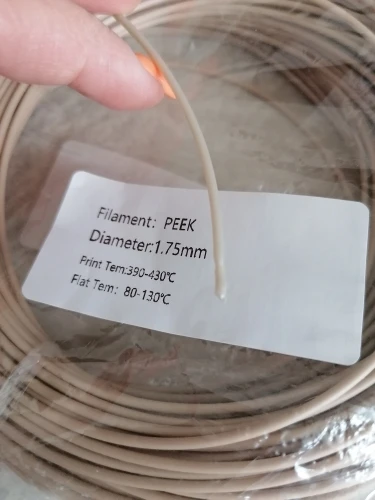 Filament： PEEK
Diameter:1.75mm
Print Tem:390-430℃
Flat Tem： 80-130℃